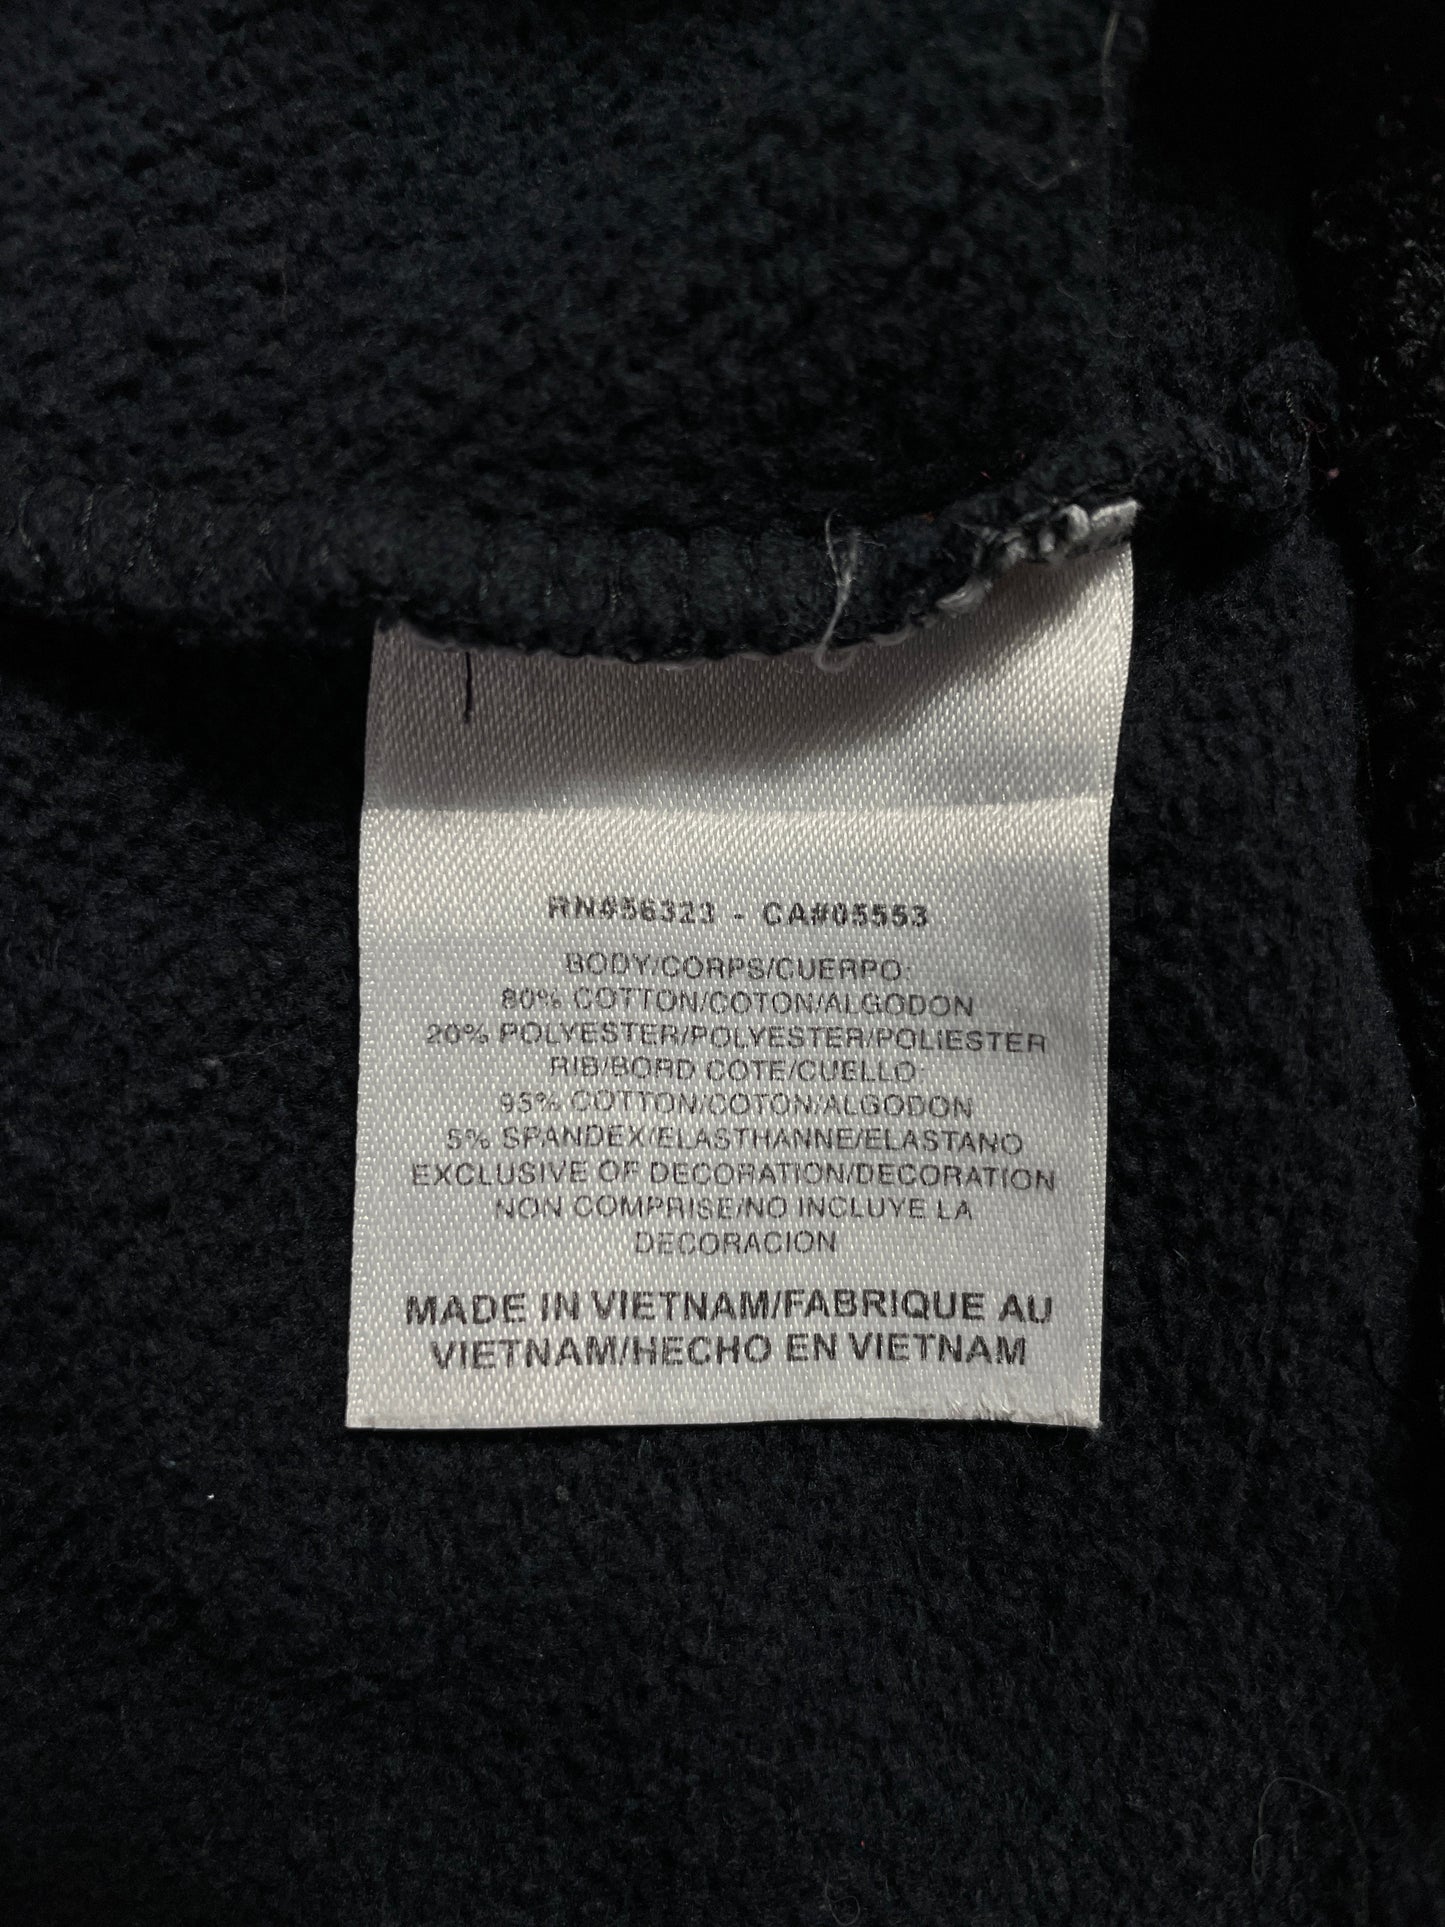 RN#56323 - CA#05553
BODY/CORPS/CUERPO:
80% COTTON/COTON/ALGODON
20% POLYESTER/POLYESTER/POLIESTER
RIB/BORD COTE/CUELLO:
95% COTTON/COTON/ALGODON
5% SPANDEX/ELASTHANNE/ELASTANO
EXCLUSIVE OF DECORATION/DECORATION
NON COMPRISE/NO INCLUYE LA
DECORACION
MADE IN VIETNAM/FABRIQUE AU
VIETNAM/HECHO EN VIETNAM